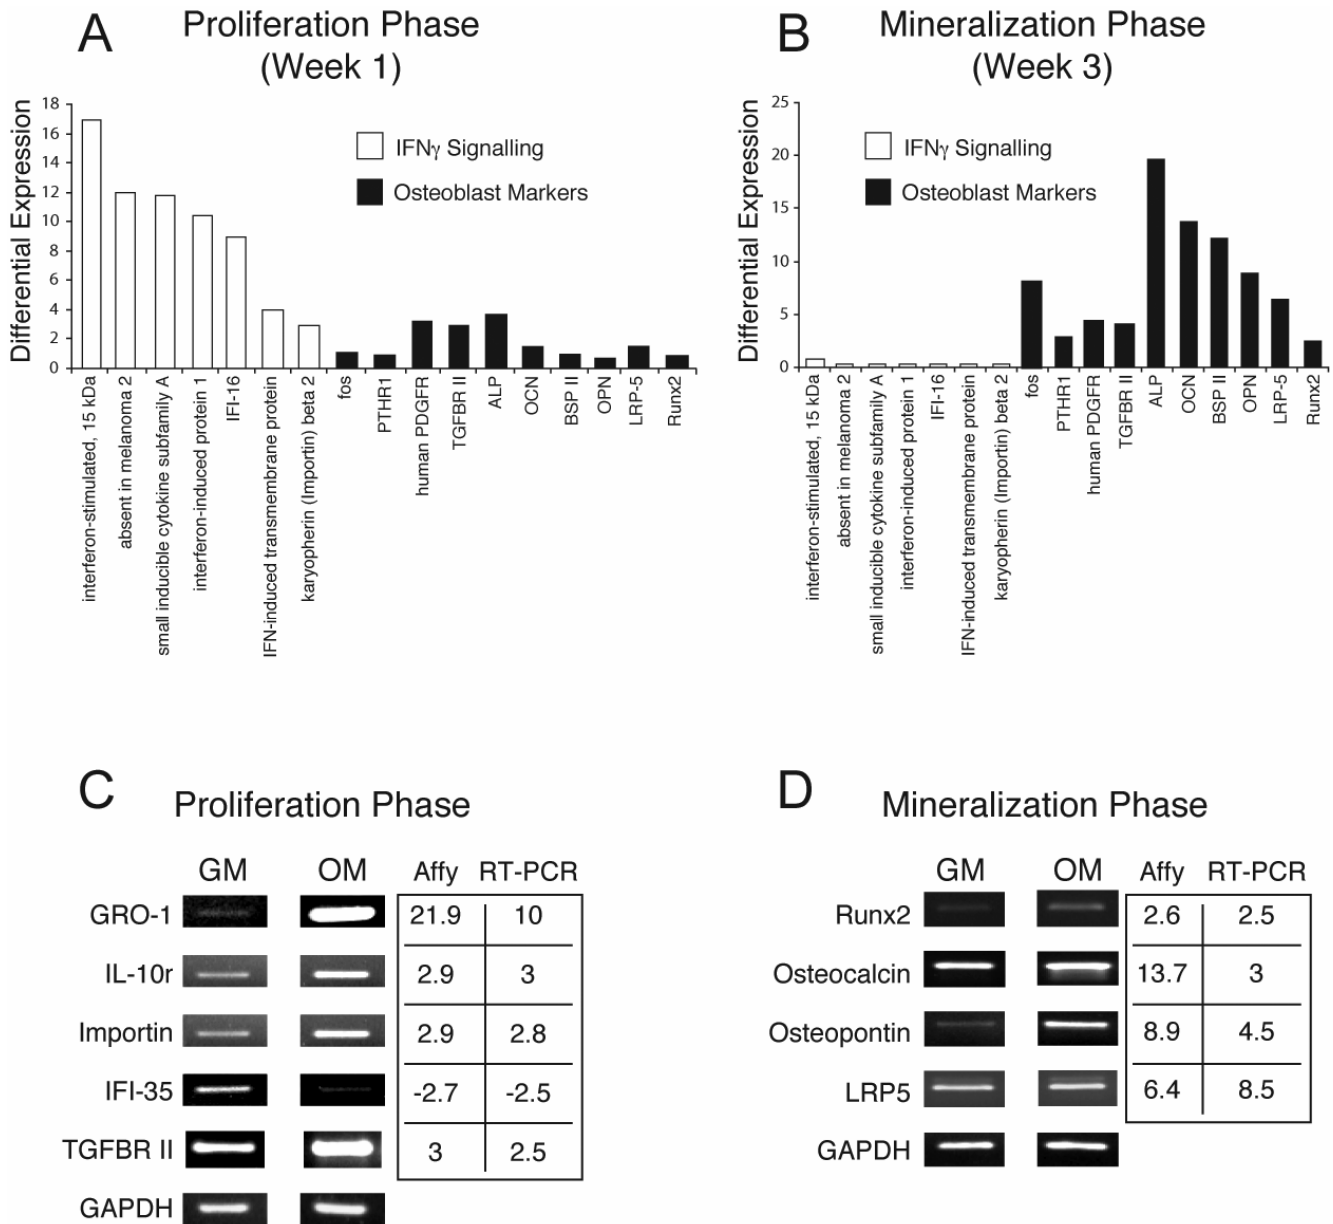 A
Proliferation Phase
(Week 1)
Differential Expression
18
16
14
12
10
8
6
4
2
0
IFNγ Signalling
Osteoblast Markers
interferon-stimulated, 15 kDa
absent in melanoma 2
small inducible cytokine subfamily A
interferon-induced protein 1
IFI-16
IFN-induced transmembrane protein
karyopherin (Importin) beta 2
fos
PTHR1
human PDGFR
TGFBR II
ALP
OCN
BSP II
OPN
LRP-5
Runx2
B
Mineralization Phase
(Week 3)
Differential Expression
25
20
15
10
5
0
IFNγ Signalling
Osteoblast Markers
interferon-stimulated, 15 kDa
absent in melanoma 2
small inducible cytokine subfamily A
interferon-induced protein 1
IFI-16
IFN-induced transmembrane protein
karyopherin (Importin) beta 2
fos
PTHR1
human PDGFR
TGFBR II
ALP
OCN
BSP II
OPN
LRP-5
Runx2
C
Proliferation Phase
GM OM Affy RT-PCR
GRO-1 21.9 10
IL-10r 2.9 3
Importin 2.9 2.8
IFI-35 -2.7 -2.5
TGFBR II 3 2.5
GAPDH
D
Mineralization Phase
GM OM Affy RT-PCR
Runx2 2.6 2.5
Osteocalcin 13.7 3
Osteopontin 8.9 4.5
LRP5 6.4 8.5
GAPDH